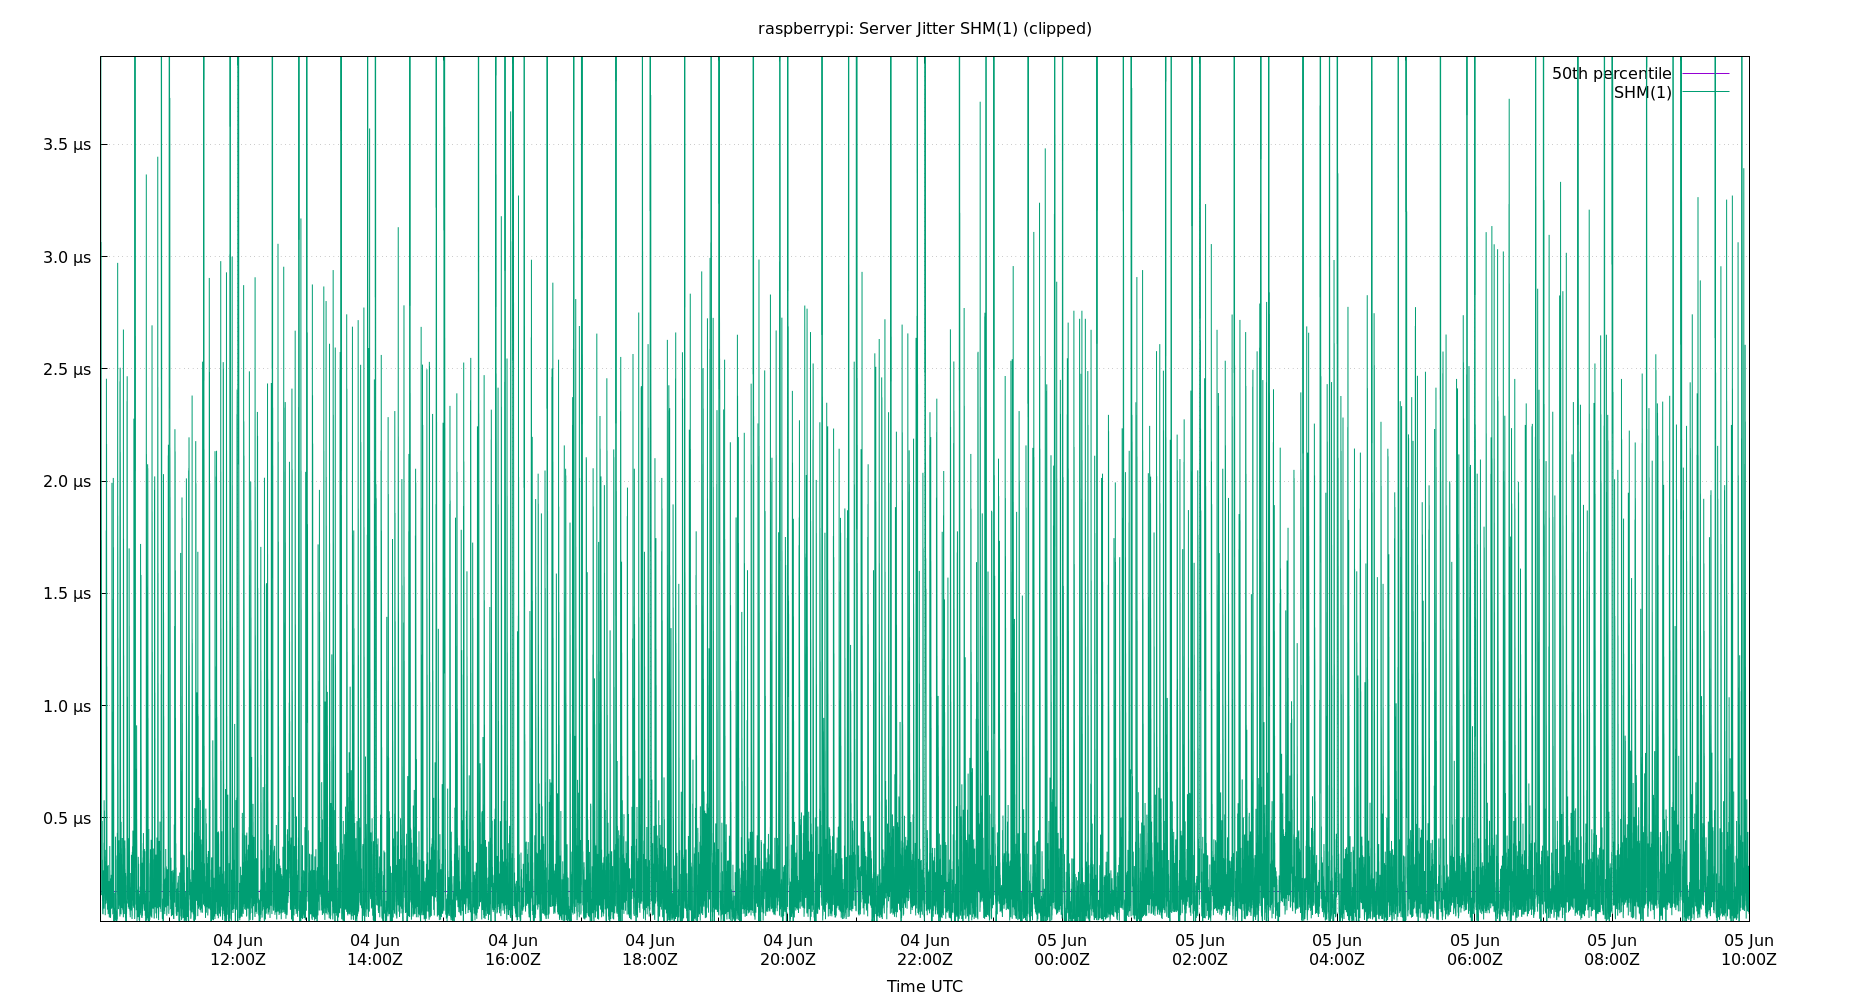 raspberrypi: Server Jitter SHM(1) (clipped)
50th percentile
SHM(1)
3.5 µs
3.0 µs
2.5 µs
2.0 µs
1.5 µs
1.0 µs
0.5 µs
04 Jun 04 Jun 04 Jun 04 Jun 04 Jun 04 Jun 05 Jun 05 Jun 05 Jun 05 Jun 05 Jun 05 Jun
12:00Z 14:00Z 16:00Z 18:00Z 20:00Z 22:00Z 00:00Z 02:00Z 04:00Z 06:00Z 08:00Z 10:00Z
Time UTC